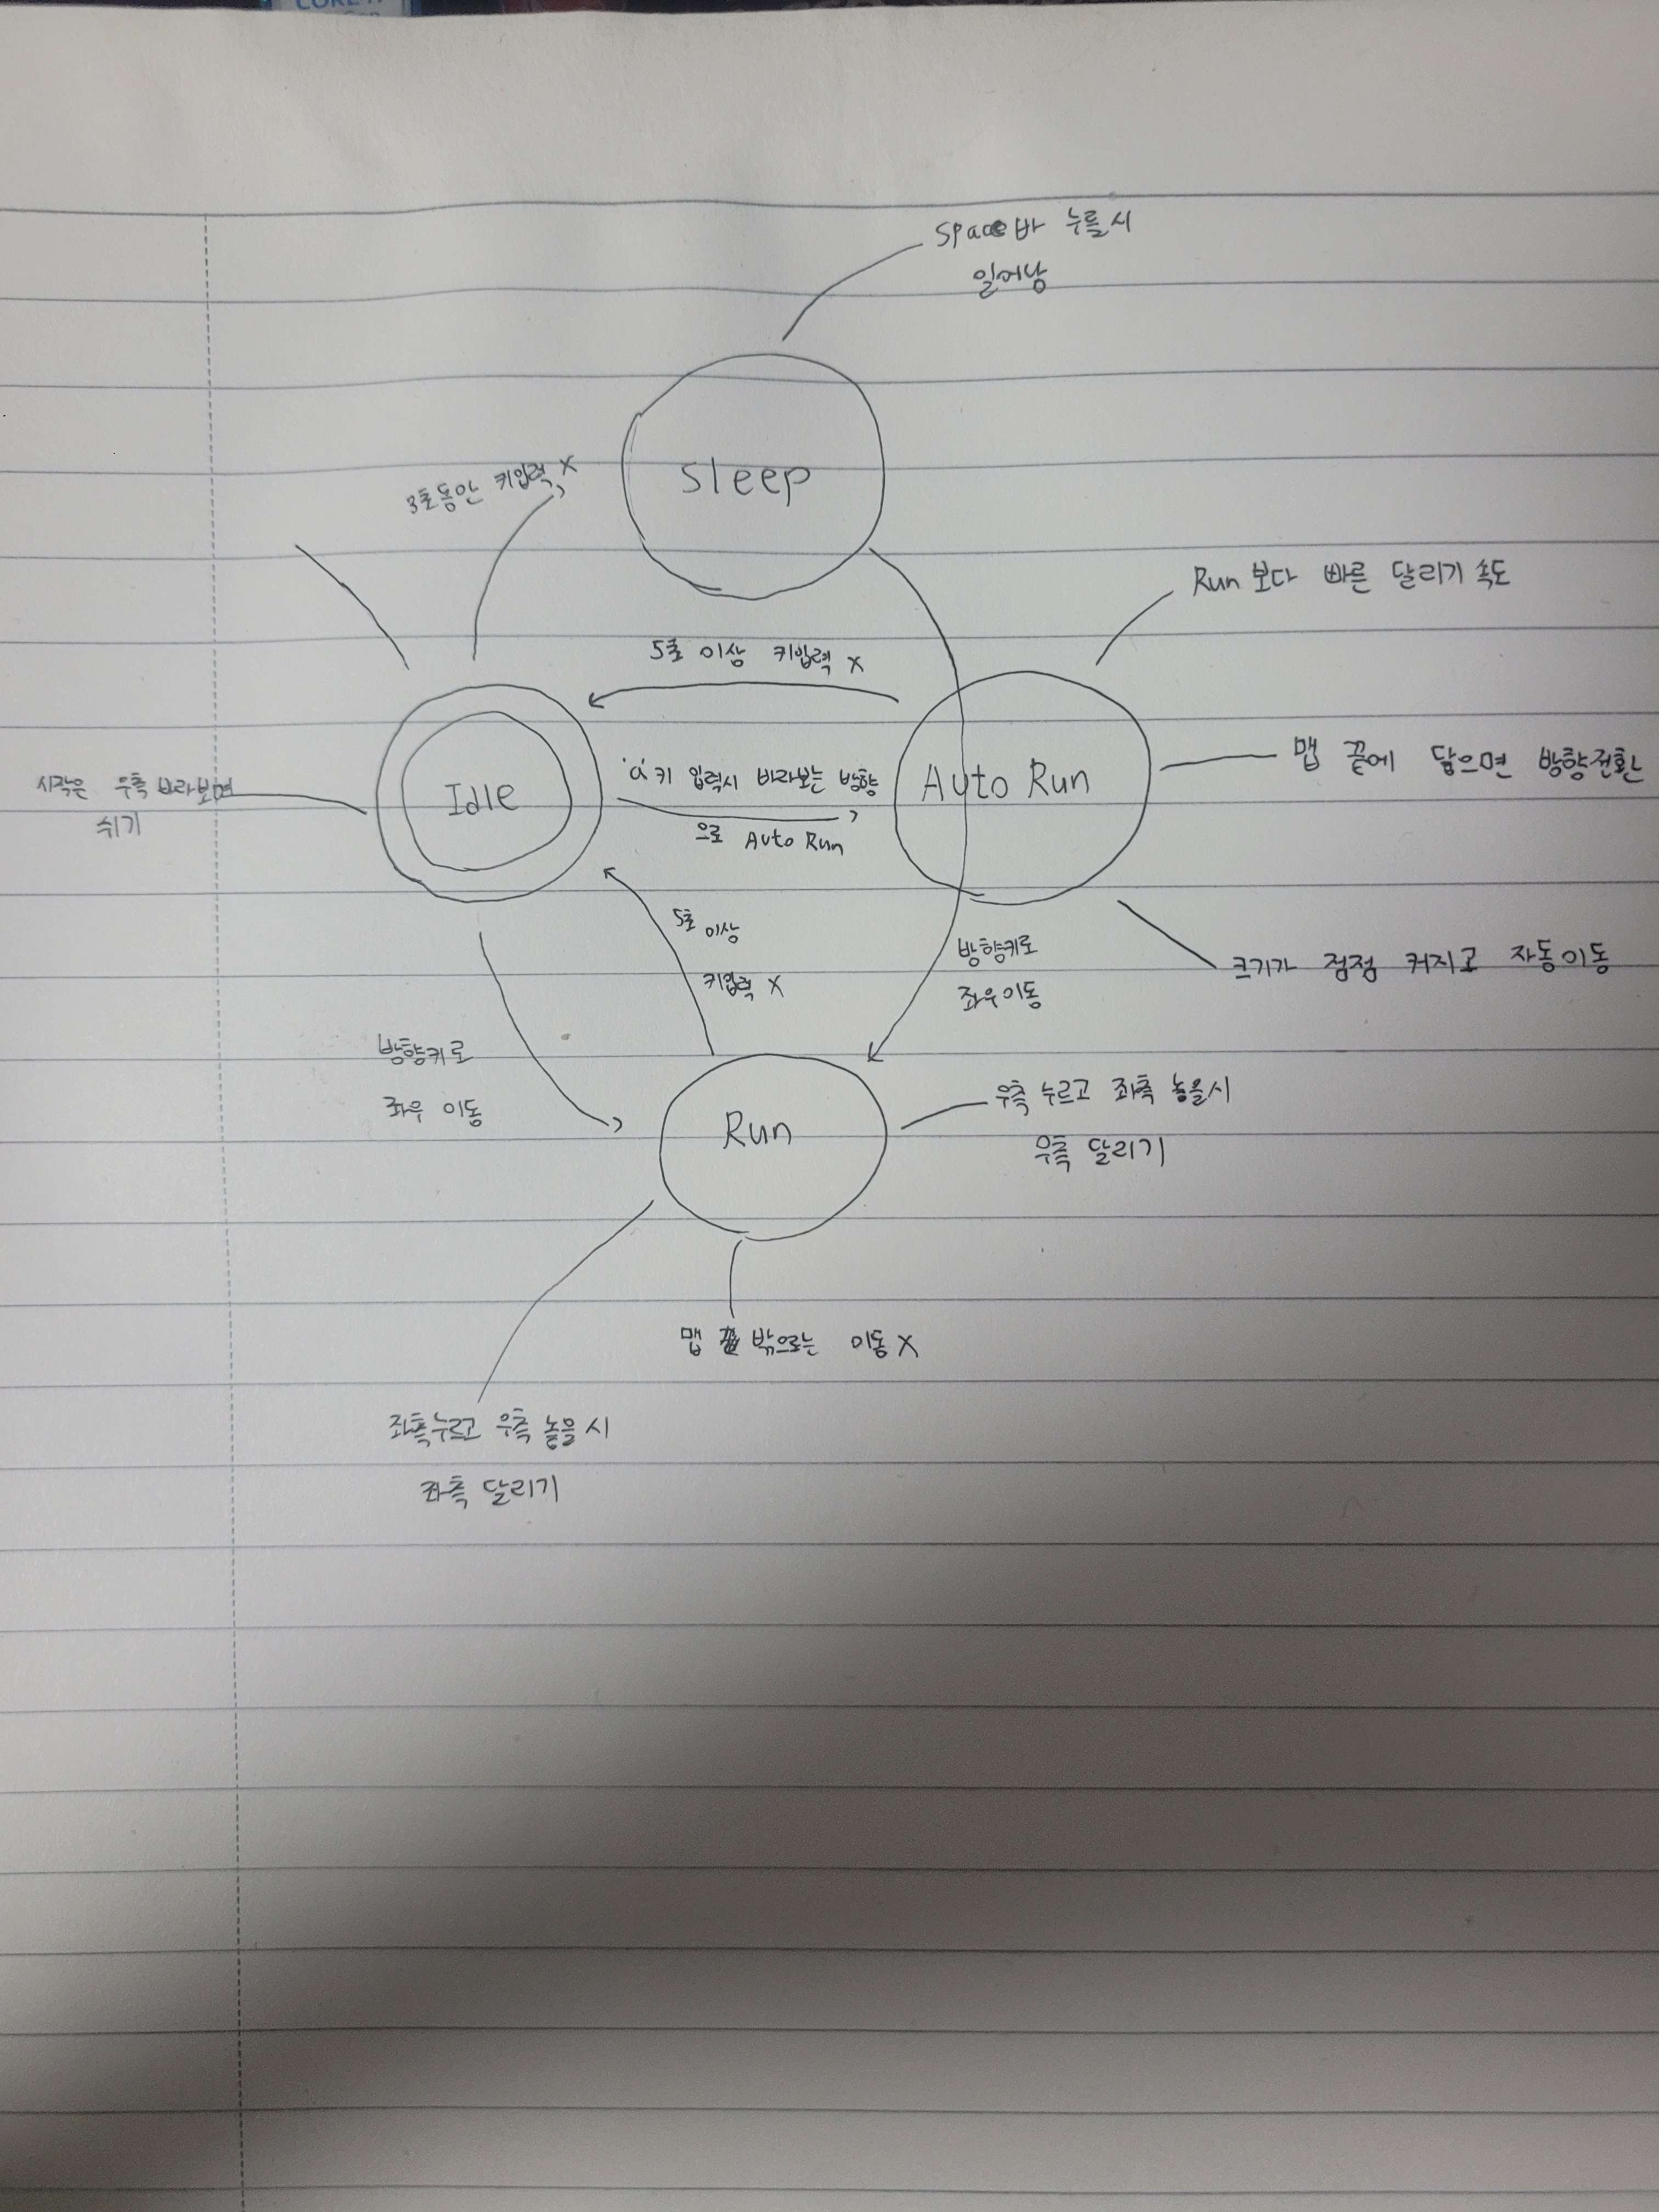 CORE i7
Space 바 누를시
일어남
Sleep
3초동안 키입력 X
Run 보다 빠른 달리기 속도
5초 이상 키입력 X
Idle
Auto Run
'a'키 입력시 바라보는 방향
으로 Auto Run
맵 끝에 닿으면 방향전환
시작은 우측 바라보면
쉬기
5초 이상
키입력 X
방향키로
좌우이동
크기가 점점 커지고 자동이동
방향키로
좌우 이동
Run
우측 누르고 좌측 놓을시
우측 달리기
맵 밖으로는 이동 X
좌측누르고 우측 놓을시
좌측 달리기